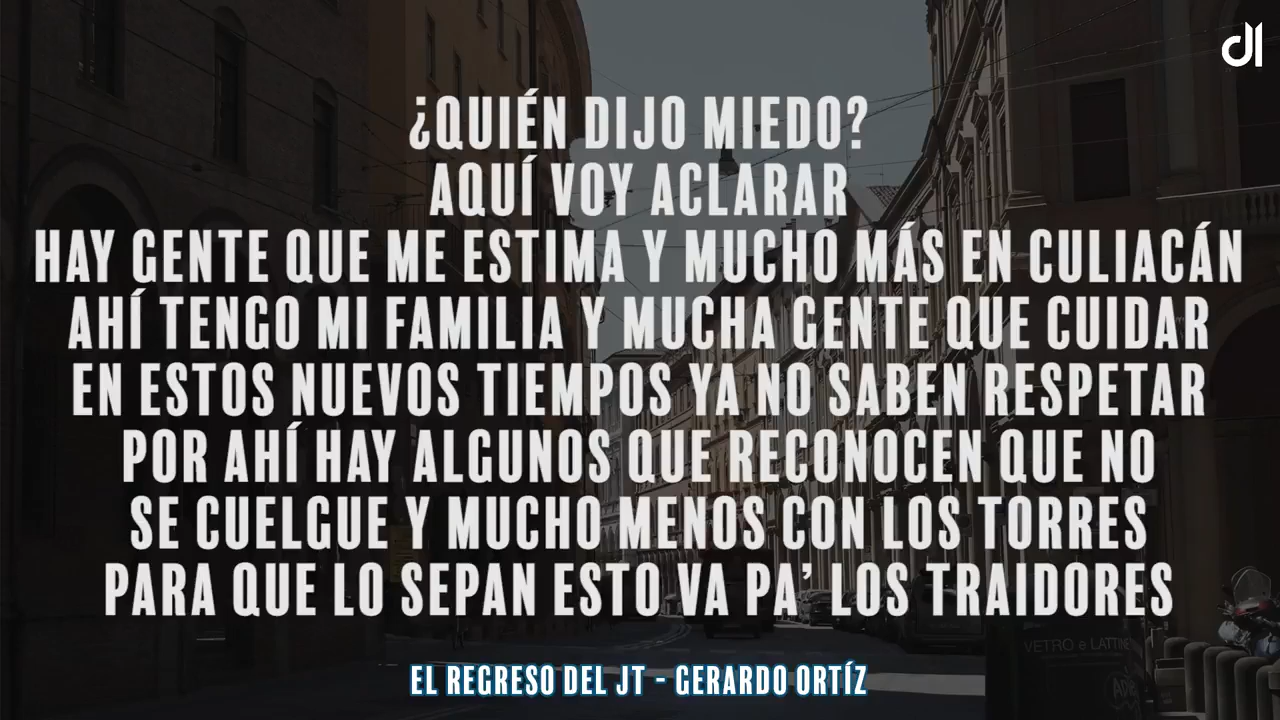 ¿QUIÉN DIJO MIEDO?
AQUÍ VOY ACLARAR
HAY GENTE QUE ME ESTIMA Y MUCHO MÁS EN CULIACÁN
AHÍ TENGO MI FAMILIA Y MUCHA GENTE QUE CUIDAR
EN ESTOS NUEVOS TIEMPOS YA NO SABEN RESPETAR
POR AHÍ HAY ALGUNOS QUE RECONOCEN QUE NO
SE CUELGUE Y MUCHO MENOS CON LOS TORRES
PARA QUE LO SEPAN ESTO VA PA’ LOS TRAIDORES
VETRO e LATTINE
EL REGRESO DEL JT - GERARDO ORTÍZ